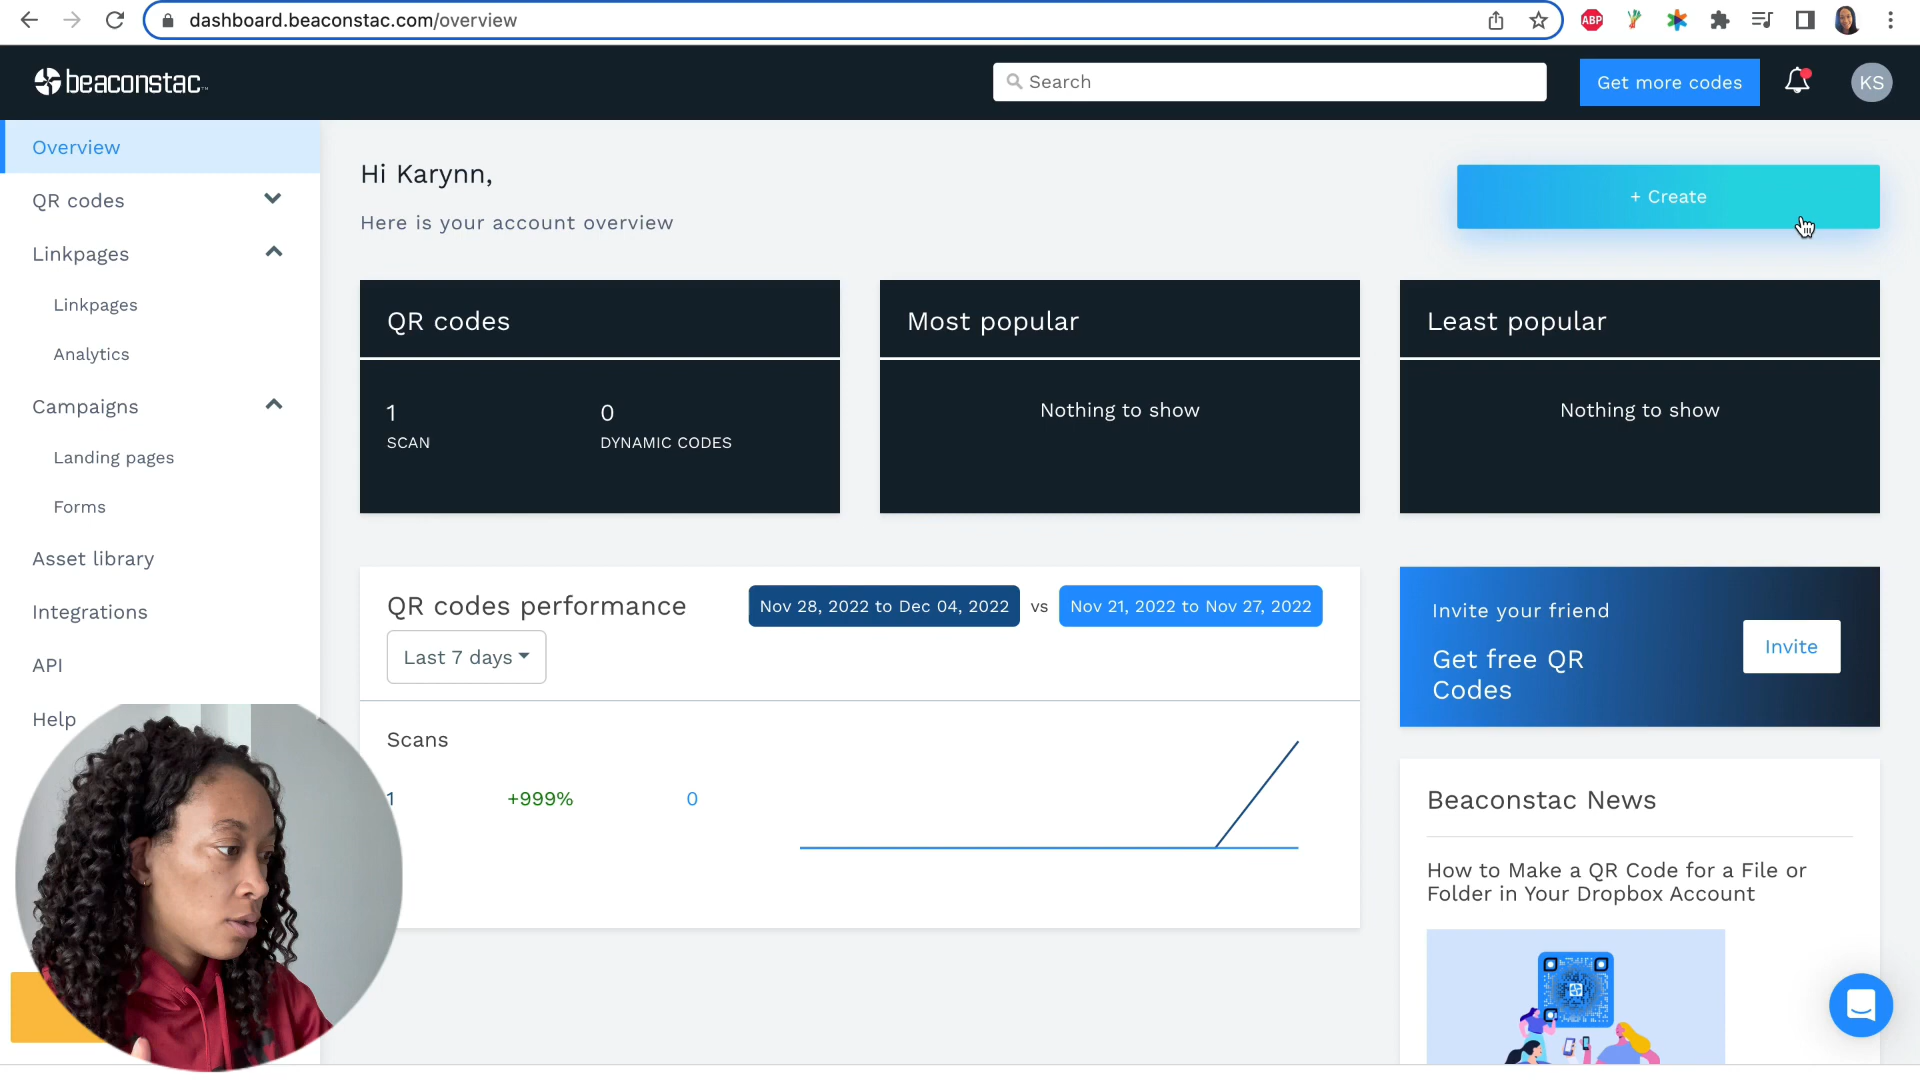 dashboard.beaconstac.com/overview
ABP
beaconstac
Search
Get more codes
KS
Overview
QR codes
Linkpages
Linkpages
Analytics
Campaigns
Landing pages
Forms
Asset library
Integrations
API
Help
Hi Karynn,
Here is your account overview
+ Create
QR codes
1
SCAN
0
DYNAMIC CODES
Most popular
Nothing to show
Least popular
Nothing to show
QR codes performance
Nov 28, 2022 to Dec 04, 2022 vs Nov 21, 2022 to Nov 27, 2022
Last 7 days
Scans
1 +999% 0
Invite your friend
Get free QR
Codes
Invite
Beaconstac News
How to Make a QR Code for a File or
Folder in Your Dropbox Account